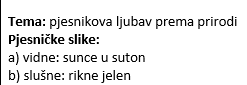 Tema: pjesnikova ljubav prema prirodi
Pjesničke slike:
a) vidne: sunce u suton
b) slušne: rikne jelen